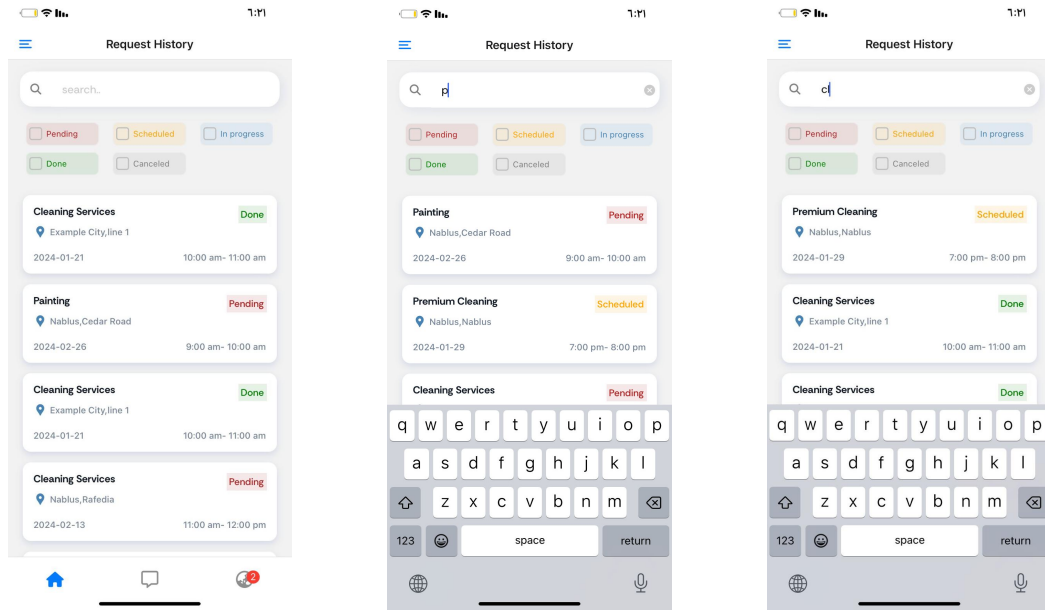 ٦:٢١
Request History
search..
Pending
Scheduled
In progress
Done
Canceled
Cleaning Services
Done
Example City,line 1
2024-01-21
10:00 am- 11:00 am
Painting
Pending
Nablus,Cedar Road
2024-02-26
9:00 am- 10:00 am
Cleaning Services
Done
Example City,line 1
2024-01-21
10:00 am- 11:00 am
Cleaning Services
Pending
Nablus,Rafedia
2024-02-13
11:00 am- 12:00 pm
2
٦:٢١
Request History
p
Pending
Scheduled
In progress
Done
Canceled
Painting
Pending
Nablus,Cedar Road
2024-02-26
9:00 am- 10:00 am
Premium Cleaning
Scheduled
Nablus,Nablus
2024-01-29
7:00 pm- 8:00 pm
Cleaning Services
Pending
q w e r t y u i o p
a s d f g h j k l
z x c v b n m
123 space return
٦:٢١
Request History
cl
Pending
Scheduled
In progress
Done
Canceled
Premium Cleaning
Scheduled
Nablus,Nablus
2024-01-29
7:00 pm- 8:00 pm
Cleaning Services
Done
Example City,line 1
2024-01-21
10:00 am- 11:00 am
Cleaning Services
Done
q w e r t y u i o p
a s d f g h j k l
z x c v b n m
123 space return